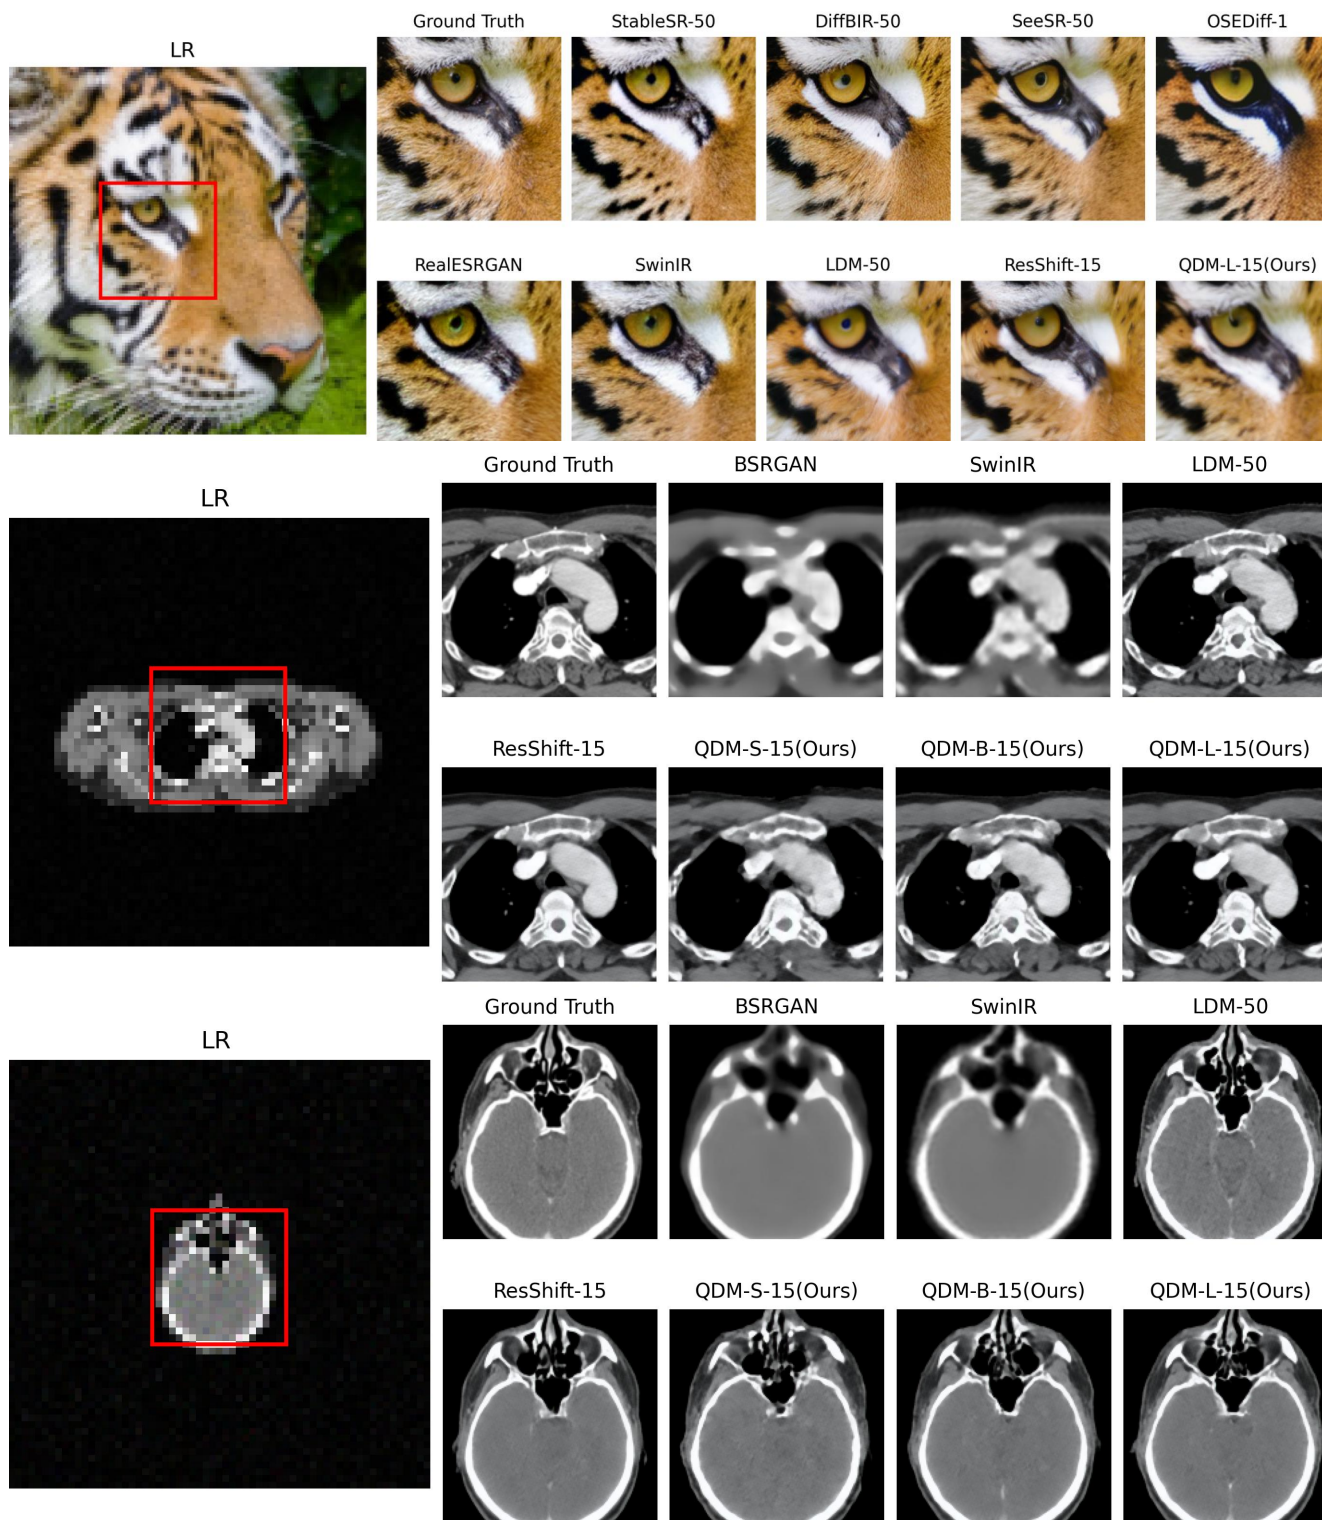 LR
Ground Truth StableSR-50 DiffBIR-50 SeeSR-50 OSEDiff-1
RealESRGAN SwinIR LDM-50 ResShift-15 QDM-L-15(Ours)
LR
Ground Truth BSRGAN SwinIR LDM-50
ResShift-15 QDM-S-15(Ours) QDM-B-15(Ours) QDM-L-15(Ours)
LR
Ground Truth BSRGAN SwinIR LDM-50
ResShift-15 QDM-S-15(Ours) QDM-B-15(Ours) QDM-L-15(Ours)